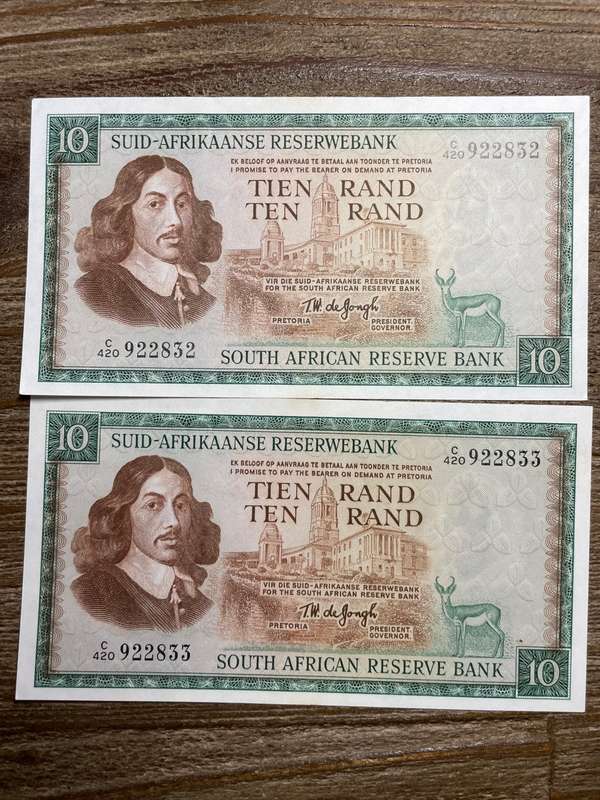 10
SUID-AFRIKAANSE RESERWEBANK
C/420 922832
EK BELOOF OP AANVRAAG TE BETAAL AAN TOONDER TE PRETORIA
I PROMISE TO PAY THE BEARER ON DEMAND AT PRETORIA
TIEN RAND
TEN RAND
VIR DIE SUID-AFRIKAANSE RESERWEBANK
FOR THE SOUTH AFRICAN RESERVE BANK
T.W. de Jongh
PRETORIA
PRESIDENT.
GOVERNOR.
C/420 922832
SOUTH AFRICAN RESERVE BANK
10
10
SUID-AFRIKAANSE RESERWEBANK
C/420 922833
EK BELOOF OP AANVRAAG TE BETAAL AAN TOONDER TE PRETORIA
I PROMISE TO PAY THE BEARER ON DEMAND AT PRETORIA
TIEN RAND
TEN RAND
VIR DIE SUID-AFRIKAANSE RESERWEBANK
FOR THE SOUTH AFRICAN RESERVE BANK
T.W. de Jongh
PRETORIA
PRESIDENT.
GOVERNOR.
C/420 922833
SOUTH AFRICAN RESERVE BANK
10